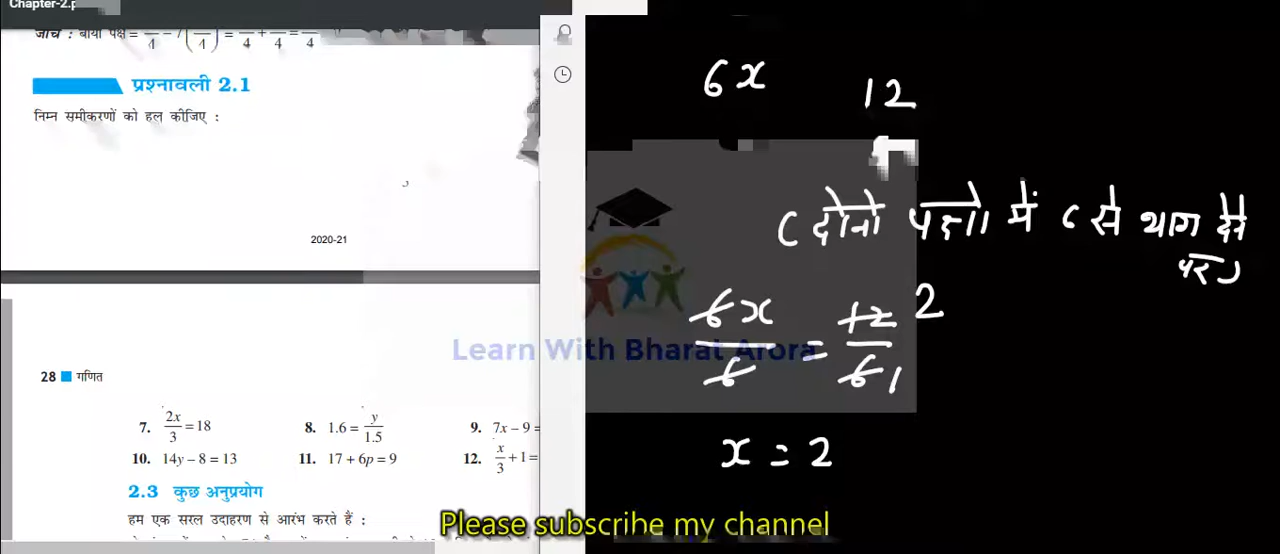 Chapter-2.p
जाँच : बायाँ पक्ष =
प्रश्नावली 2.1
निम्न समीकरणों को हल कीजिए :
2020-21
28 गणित
7. 2x/3 = 18
8. 1.6 = y/1.5
9. 7x – 9 =
10. 14y – 8 = 13
11. 17 + 6p = 9
12. x/3 + 1 =
2.3 कुछ अनुप्रयोग
हम एक सरल उदाहरण से आरंभ करते हैं :
6x 12
( दोनो पक्षों में 6 से भाग देने
पर )
6x/6 = 12/6 2 1
x = 2
Learn With Bharat Arora
Please subscribe my channel